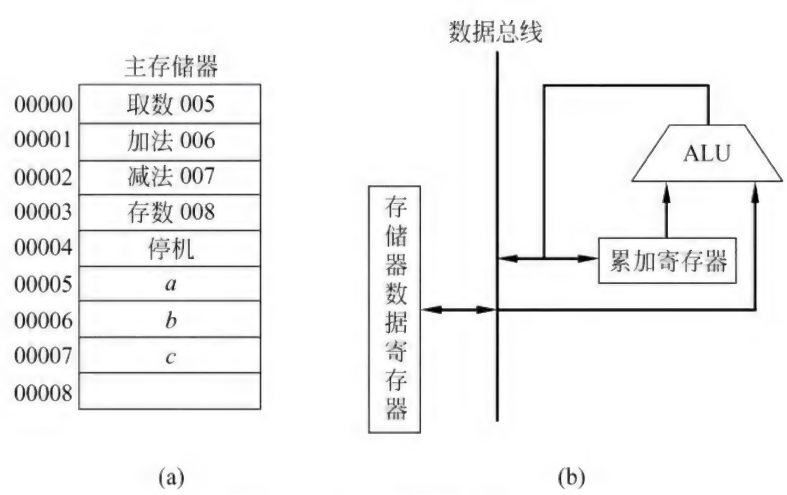 主存储器
00000 取数 005
00001 加法 006
00002 减法 007
00003 存数 008
00004 停机
00005 a
00006 b
00007 c
00008
(a)
数据总线
ALU
累加寄存器
存储器数据寄存器
(b)